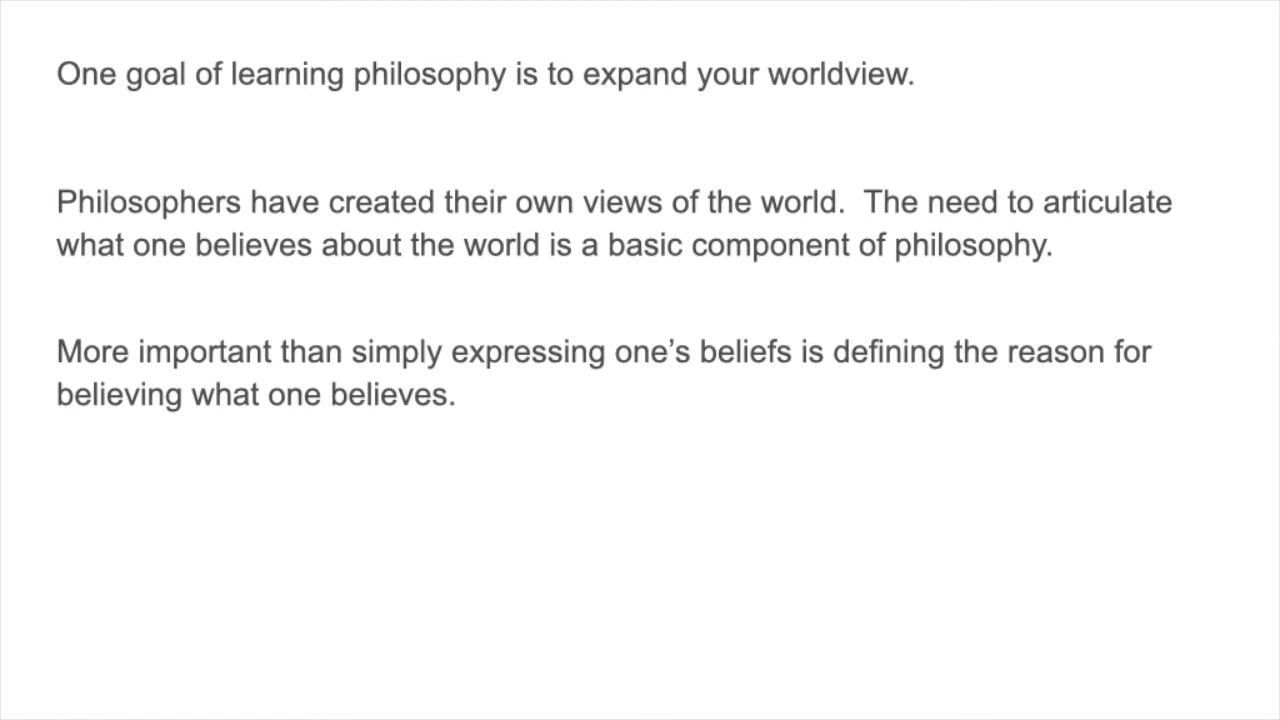 One goal of learning philosophy is to expand your worldview.
Philosophers have created their own views of the world.  The need to articulate
what one believes about the world is a basic component of philosophy.
More important than simply expressing one’s beliefs is defining the reason for
believing what one believes.